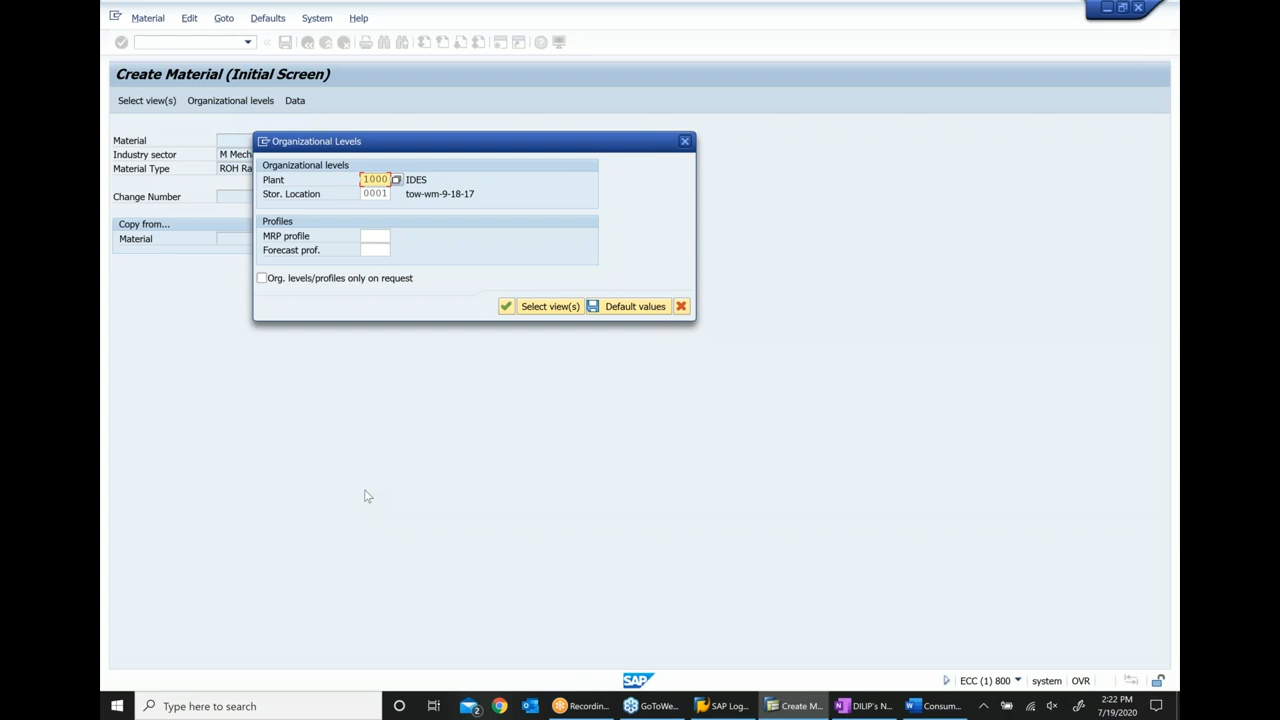 Material Edit Goto Defaults System Help
Create Material (Initial Screen)
Select view(s) Organizational levels Data
Material
Industry sector M Mech
Material Type ROH Ra
Change Number
Copy from...
Material
Organizational Levels
Organizational levels
Plant 1000 IDES
Stor. Location 0001 tow-wm-9-18-17
Profiles
MRP profile
Forecast prof.
Org. levels/profiles only on request
Select view(s) Default values
SAP
ECC (1) 800 system OVR
Type here to search
2
Recordin...
GoToWe...
SAP Log...
Create M...
DILIP's N...
Consum...
2:22 PM
7/19/2020